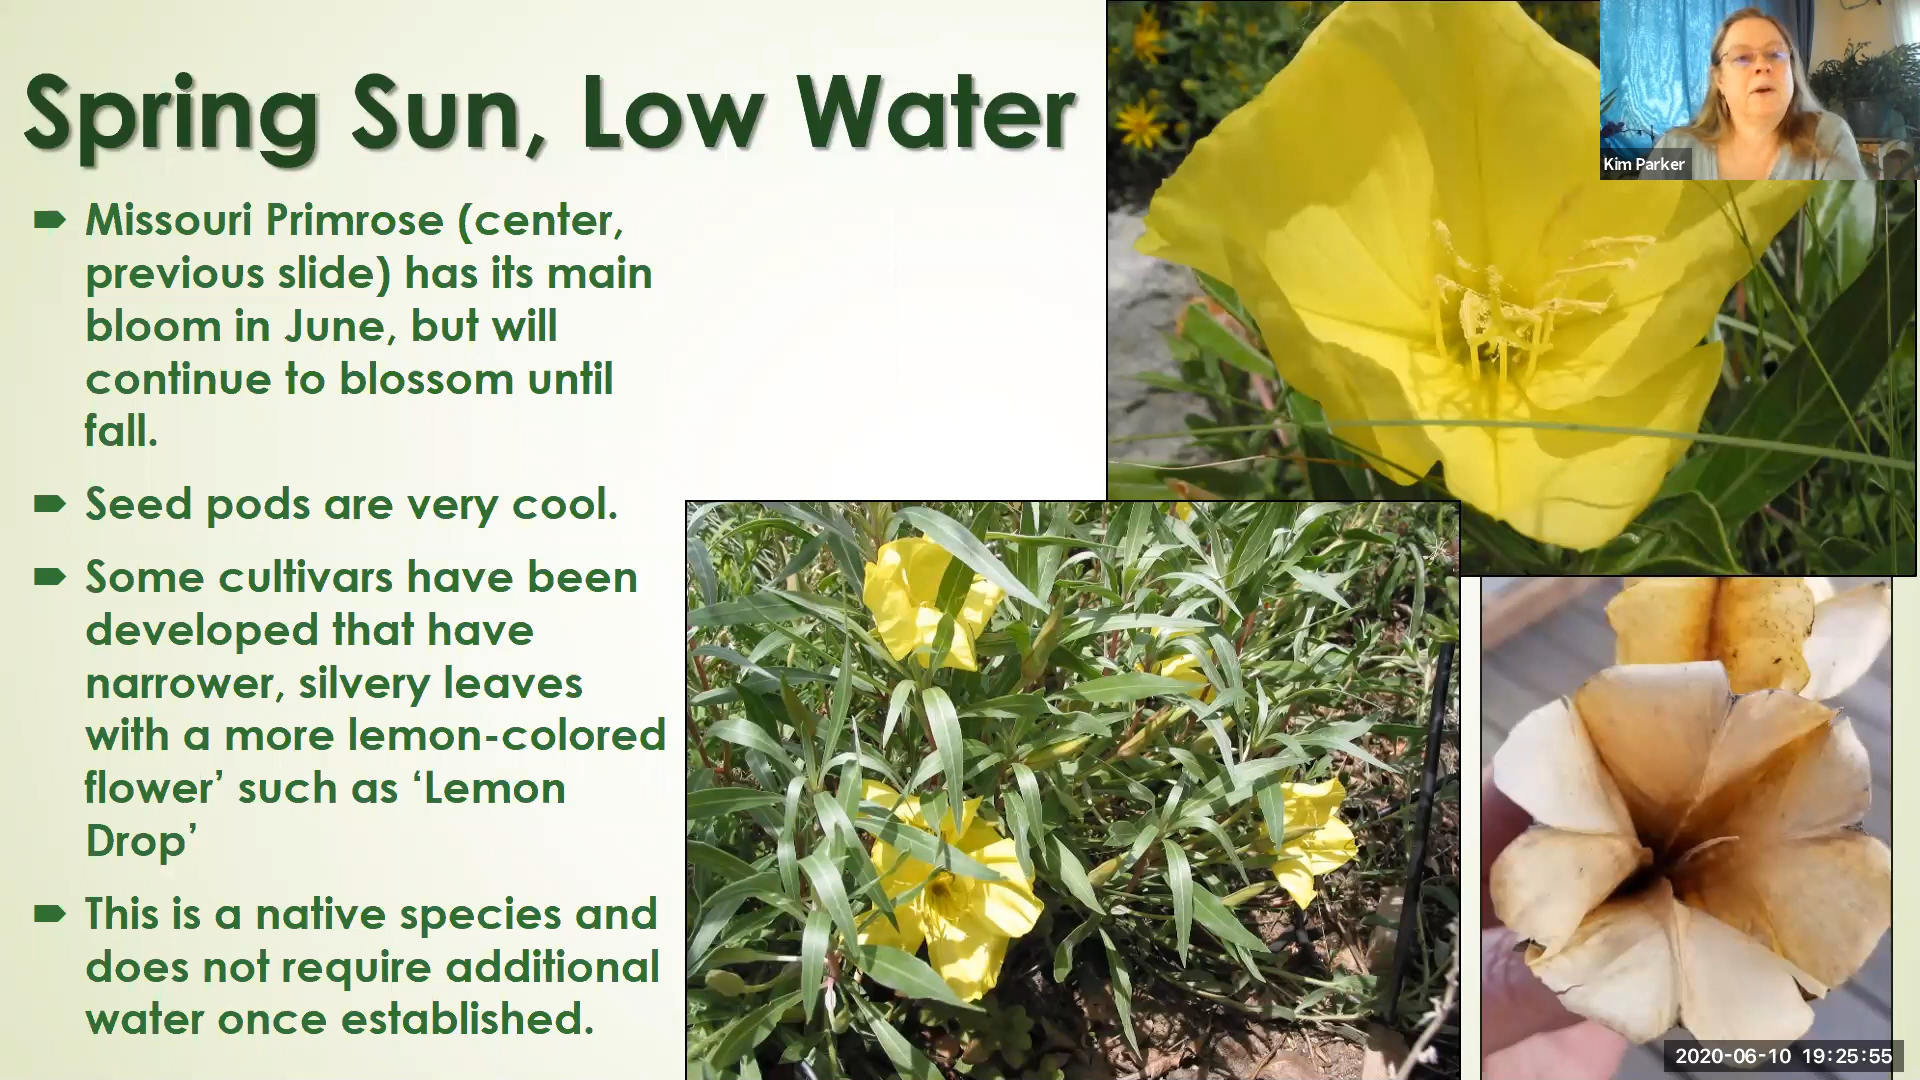 Spring Sun, Low Water
Missouri Primrose (center,
previous slide) has its main
bloom in June, but will
continue to blossom until
fall.
Seed pods are very cool.
Some cultivars have been
developed that have
narrower, silvery leaves
with a more lemon-colored
flower’ such as ‘Lemon
Drop’
This is a native species and
does not require additional
water once established.
Kim Parker
2020-06-10 19:25:55